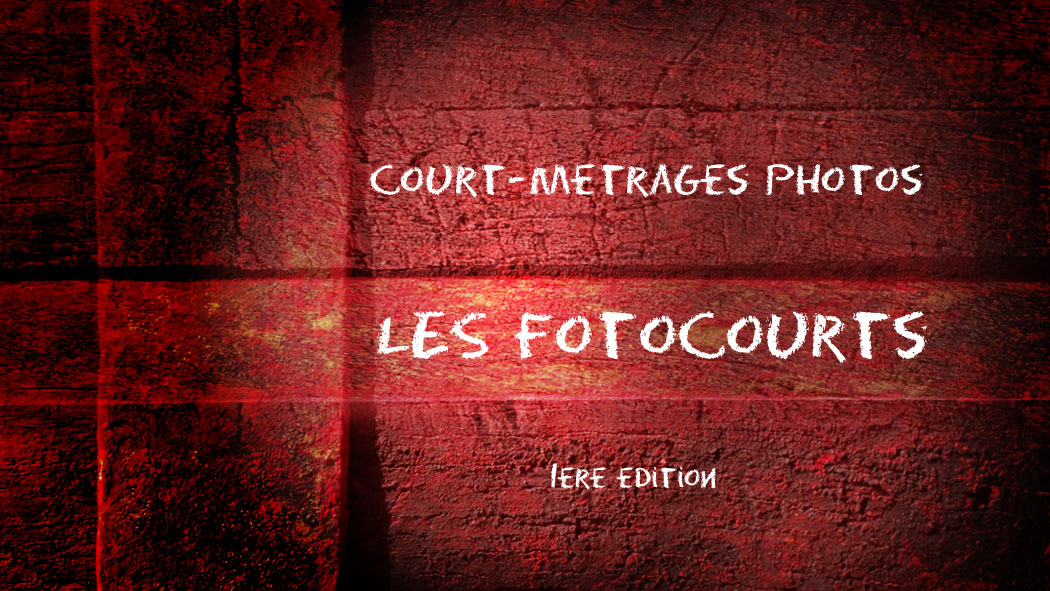 COURT-METRAGES PHOTOS
LES FOTOCOURTS
1ERE EDITION